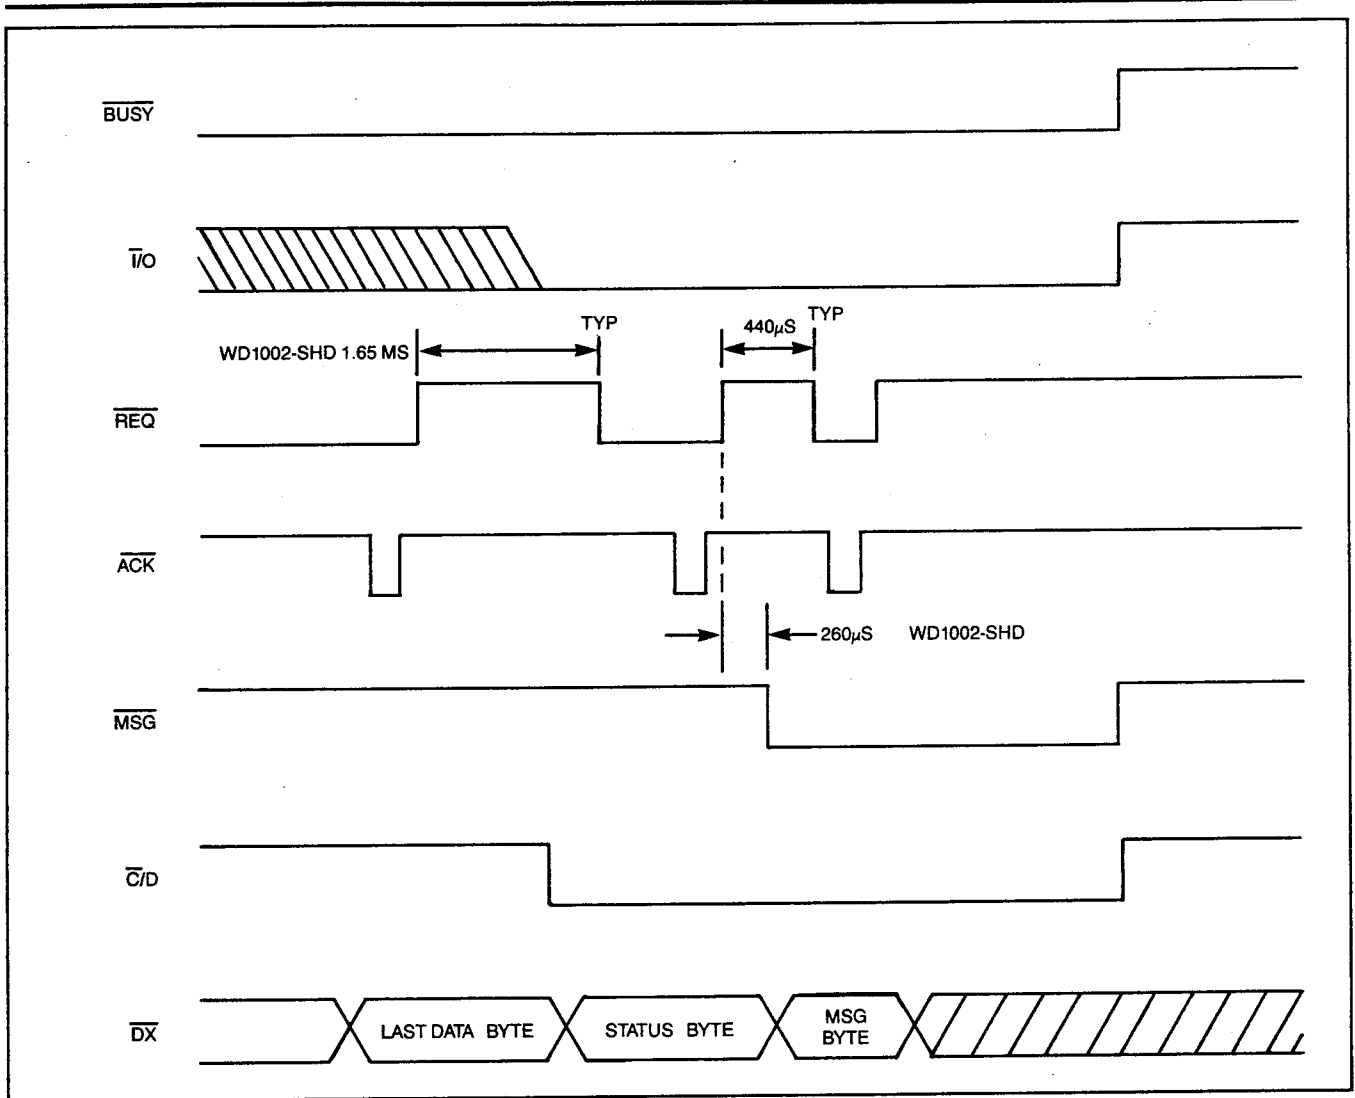 BUSY
I/O
TYP
440µS
TYP
WD1002-SHD 1.65 MS
REQ
ACK
260µS WD1002-SHD
MSG
C/D
DX
LAST DATA BYTE
STATUS BYTE
MSG
BYTE